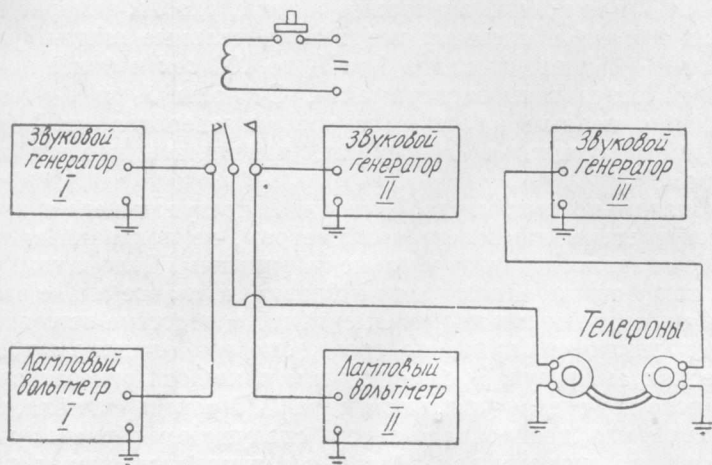 Звуковой
генератор
I
Звуковой
генератор
II
Звуковой
генератор
III
Телефоны
Ламповый
вольтметр
I
Ламповый
вольтметр
II